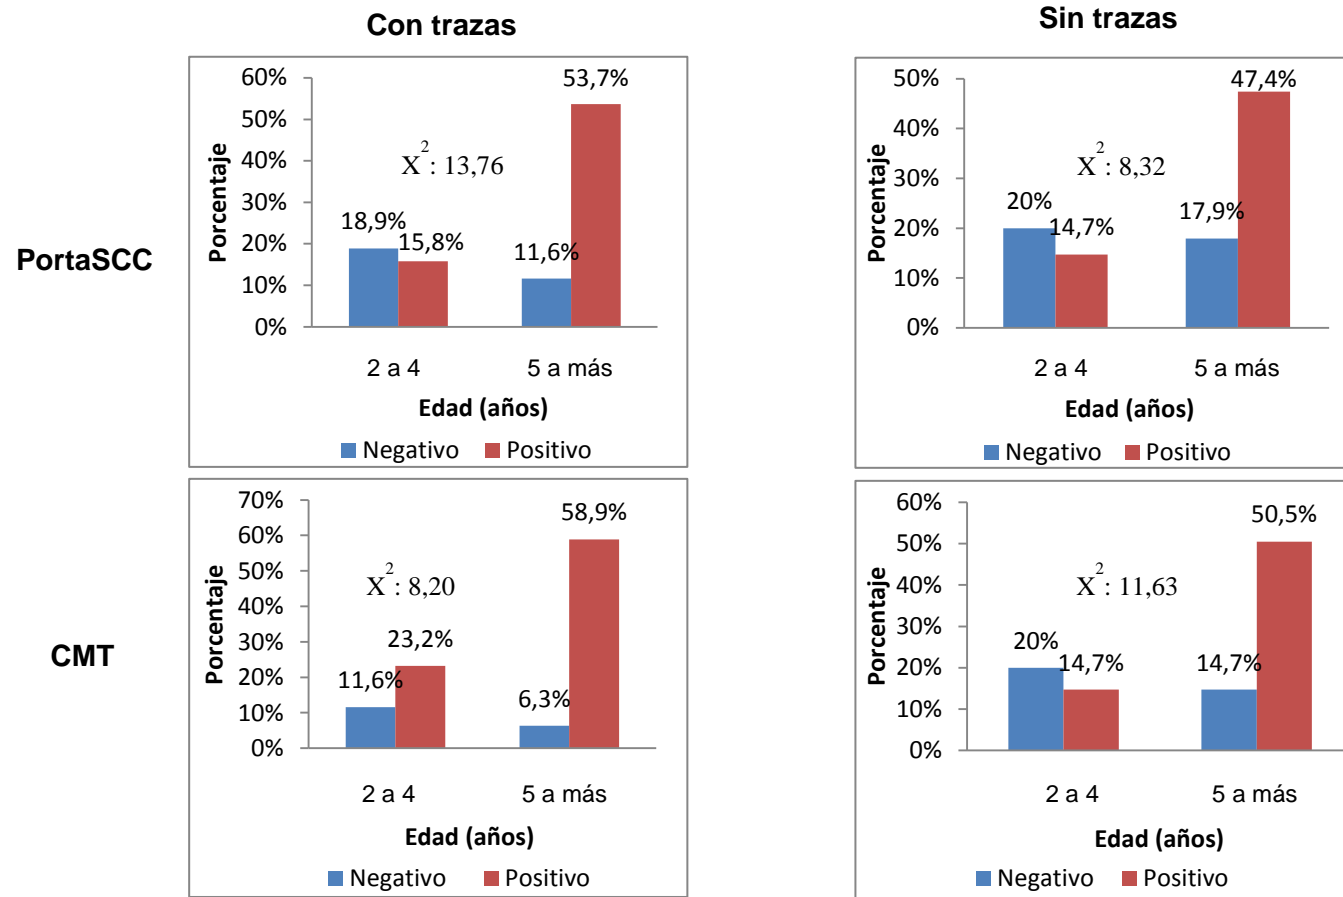 Con trazas
Sin trazas
PortaSCC
60%
50%
40%
30%
20%
10%
0%
Porcentaje
53,7%
X²: 13,76
18,9%
15,8%
11,6%
2 a 4
5 a más
Edad (años)
Negativo
Positivo
50%
40%
30%
20%
10%
0%
Porcentaje
47,4%
X²: 8,32
20%
14,7%
17,9%
2 a 4
5 a más
Edad (años)
Negativo
Positivo
CMT
70%
60%
50%
40%
30%
20%
10%
0%
Porcentaje
58,9%
X²: 8,20
23,2%
11,6%
6,3%
2 a 4
5 a más
Edad (años)
Negativo
Positivo
60%
50%
40%
30%
20%
10%
0%
Porcentaje
50,5%
X²: 11,63
20%
14,7%
14,7%
2 a 4
5 a más
Edad (años)
Negativo
Positivo